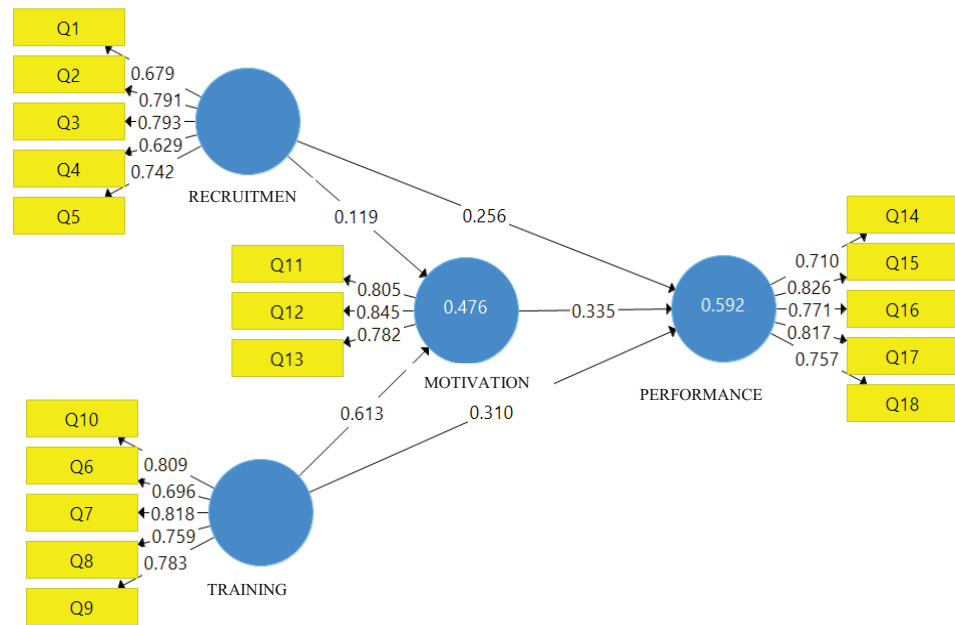 Q1
Q2
Q3
Q4
Q5
0.679
0.791
0.793
0.629
0.742
RECRUITMEN
0.119
0.256
Q11
Q12
Q13
0.805
0.845
0.782
0.476
MOTIVATION
0.335
0.592
PERFORMANCE
0.710
0.826
0.771
0.817
0.757
Q14
Q15
Q16
Q17
Q18
0.613
0.310
Q10
Q6
Q7
Q8
Q9
0.809
0.696
0.818
0.759
0.783
TRAINING